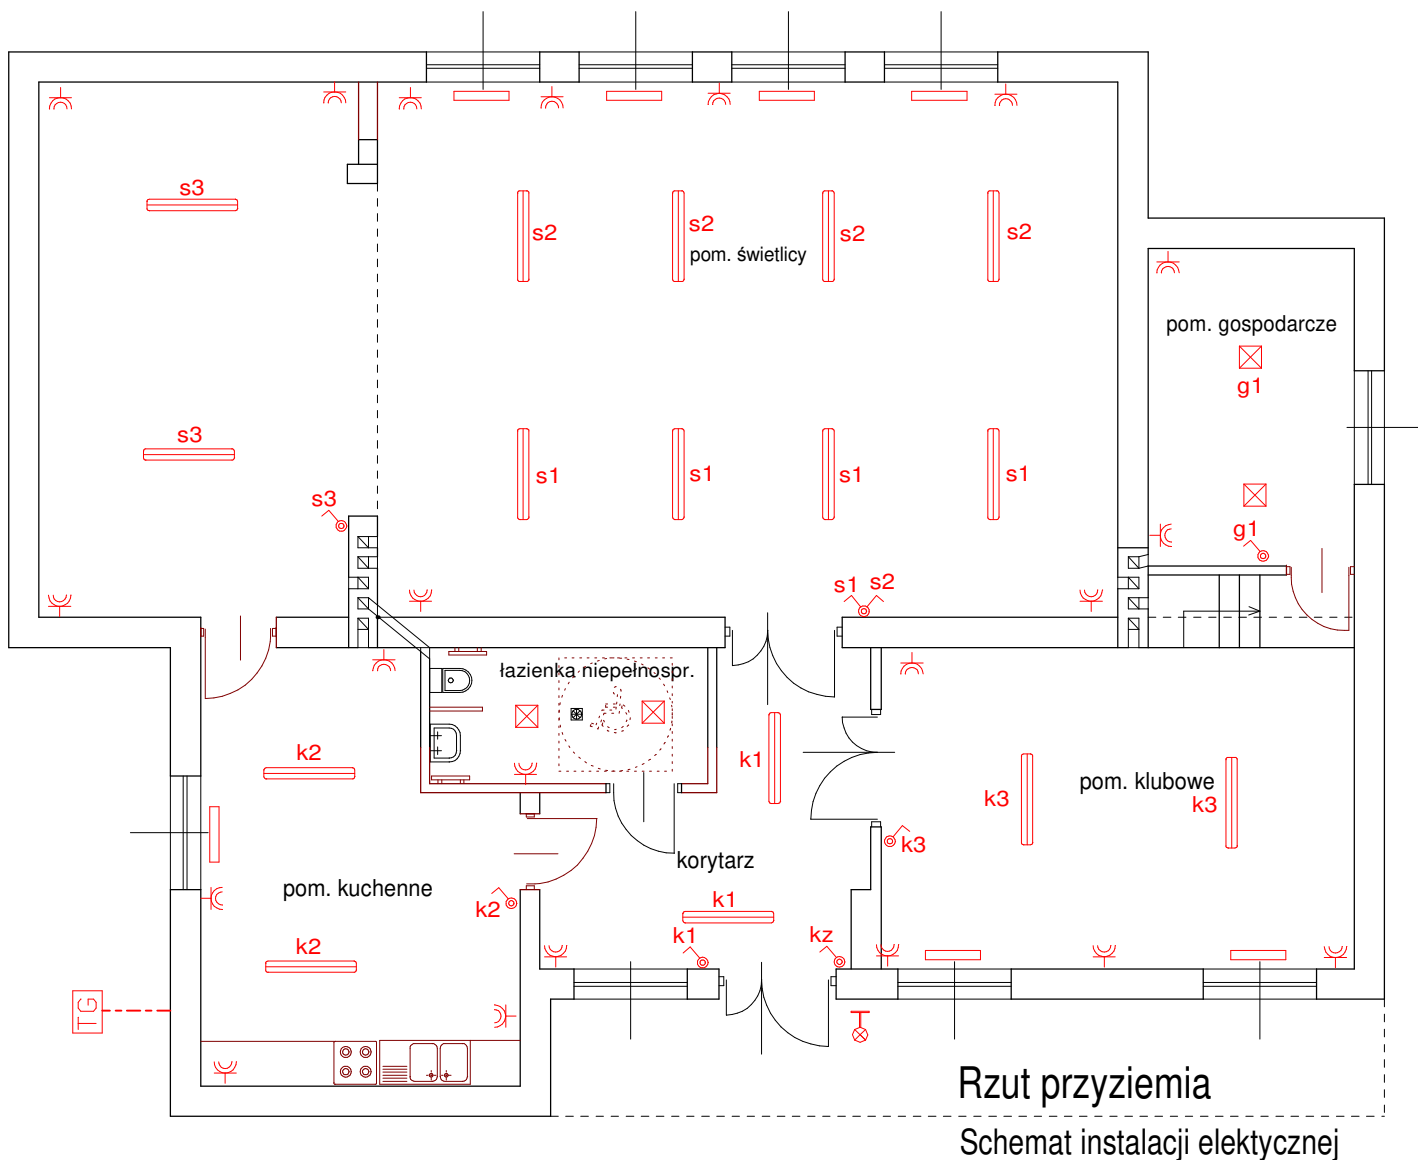 s3
s2
s2
s2
s2
pom. świetlicy
pom. gospodarcze
g1
s3
s1
s1
s1
s1
s3
g1
s1 s2
łazienka niepełnospr.
k2
k1
pom. klubowe
k3
k3
k3
korytarz
pom. kuchenne
k2
k1
k2
k1
kz
TG
Rzut przyziemia
Schemat instalacji elektycznej